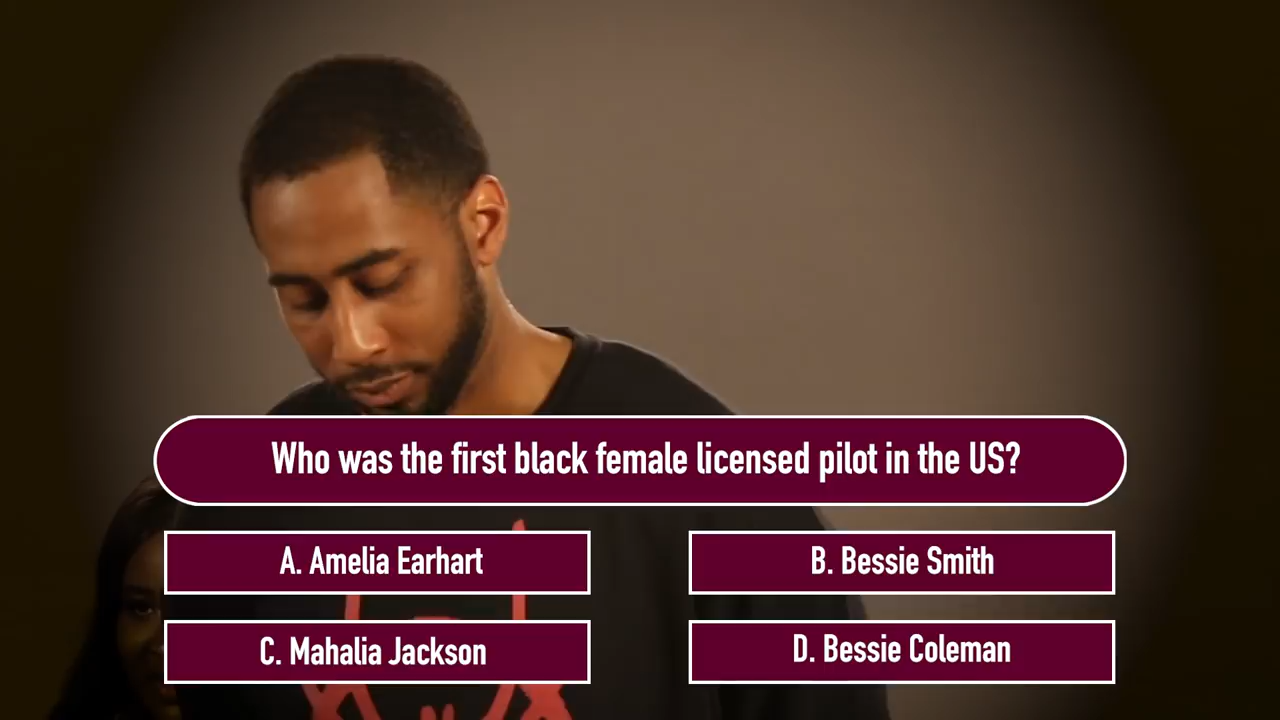 Who was the first black female licensed pilot in the US?
A. Amelia Earhart
B. Bessie Smith
C. Mahalia Jackson
D. Bessie Coleman